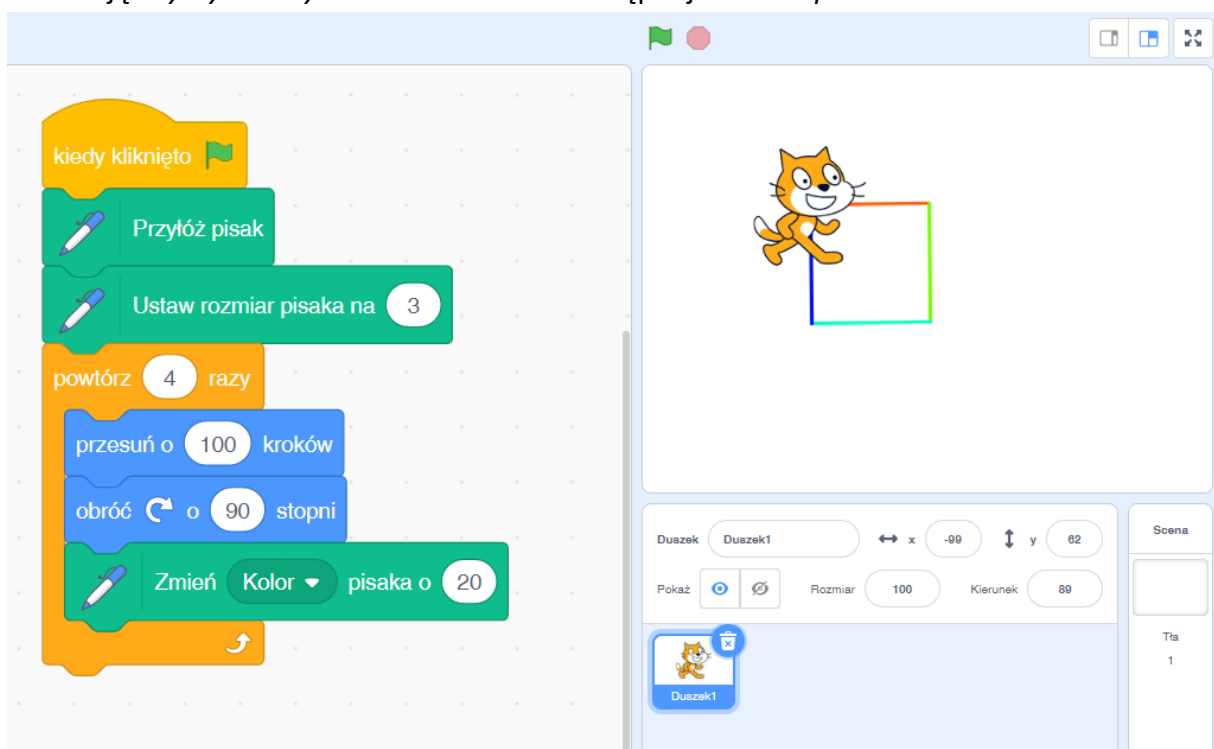 kiedy kliknięto
Przyłóż pisak
Ustaw rozmiar pisaka na 3
powtórz 4 razy
przesuń o 100 kroków
obróć o 90 stopni
Zmień Kolor pisaka o 20
Duszek Duszek1 x -99 y 62
Pokaż Rozmiar 100 Kierunek 89
Duszek1
Scena
Tła
1